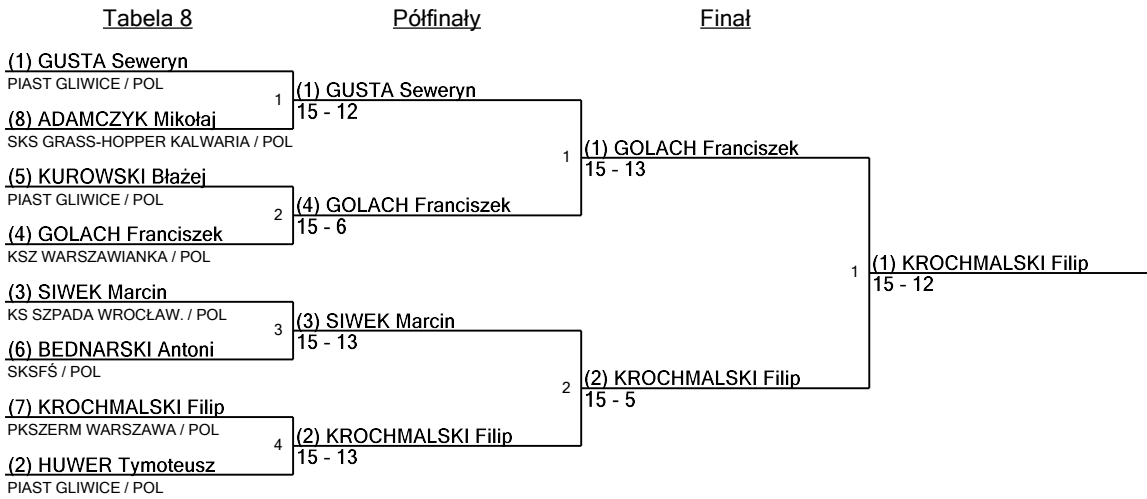 Tabela 8
Półfinały
Finał
(1) GUSTA Seweryn
PIAST GLIWICE / POL
1
(8) ADAMCZYK Mikołaj
SKS GRASS-HOPPER KALWARIA / POL
(5) KUROWSKI Błażej
PIAST GLIWICE / POL
2
(4) GOLACH Franciszek
KSZ WARSZAWIANKA / POL
(3) SIWEK Marcin
KS SZPADA WROCŁAW. / POL
3
(6) BEDNARSKI Antoni
SKSFŚ / POL
(7) KROCHMALSKI Filip
PKSZERM WARSZAWA / POL
4
(2) HUWER Tymoteusz
PIAST GLIWICE / POL
(1) GUSTA Seweryn
15 - 12
1
(4) GOLACH Franciszek
15 - 6
(3) SIWEK Marcin
15 - 13
2
(2) KROCHMALSKI Filip
15 - 13
(1) GOLACH Franciszek
15 - 13
1
(2) KROCHMALSKI Filip
15 - 5
(1) KROCHMALSKI Filip
15 - 12